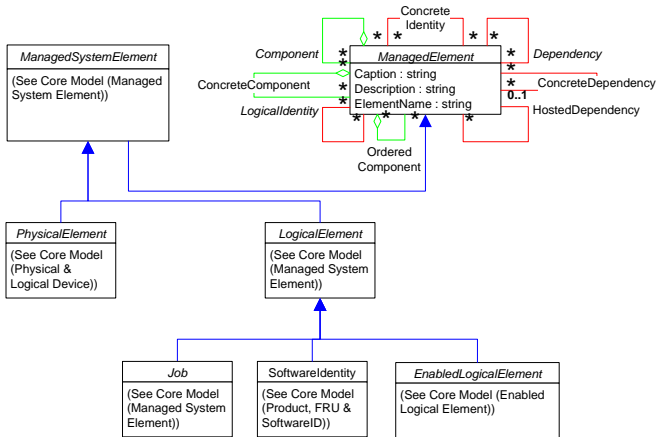 Concrete
Identity
ManagedSystemElement
(See Core Model (Managed
System Element))
Component
*
*
*
*
ManagedElement
Dependency
*
*
*
Caption : string
Description : string
ElementName : string
ConcreteComponent
ConcreteDependency
*
*
0..1
LogicalIdentity
*
HostedDependency
*
*
*
*
Ordered
Component
PhysicalElement
(See Core Model
(Physical &
Logical Device))
LogicalElement
(See Core Model
(Managed System
Element))
Job
(See Core Model
(Managed System
Element))
SoftwareIdentity
(See Core Model
(Product, FRU &
SoftwareID))
EnabledLogicalElement
(See Core Model (Enabled
Logical Element))